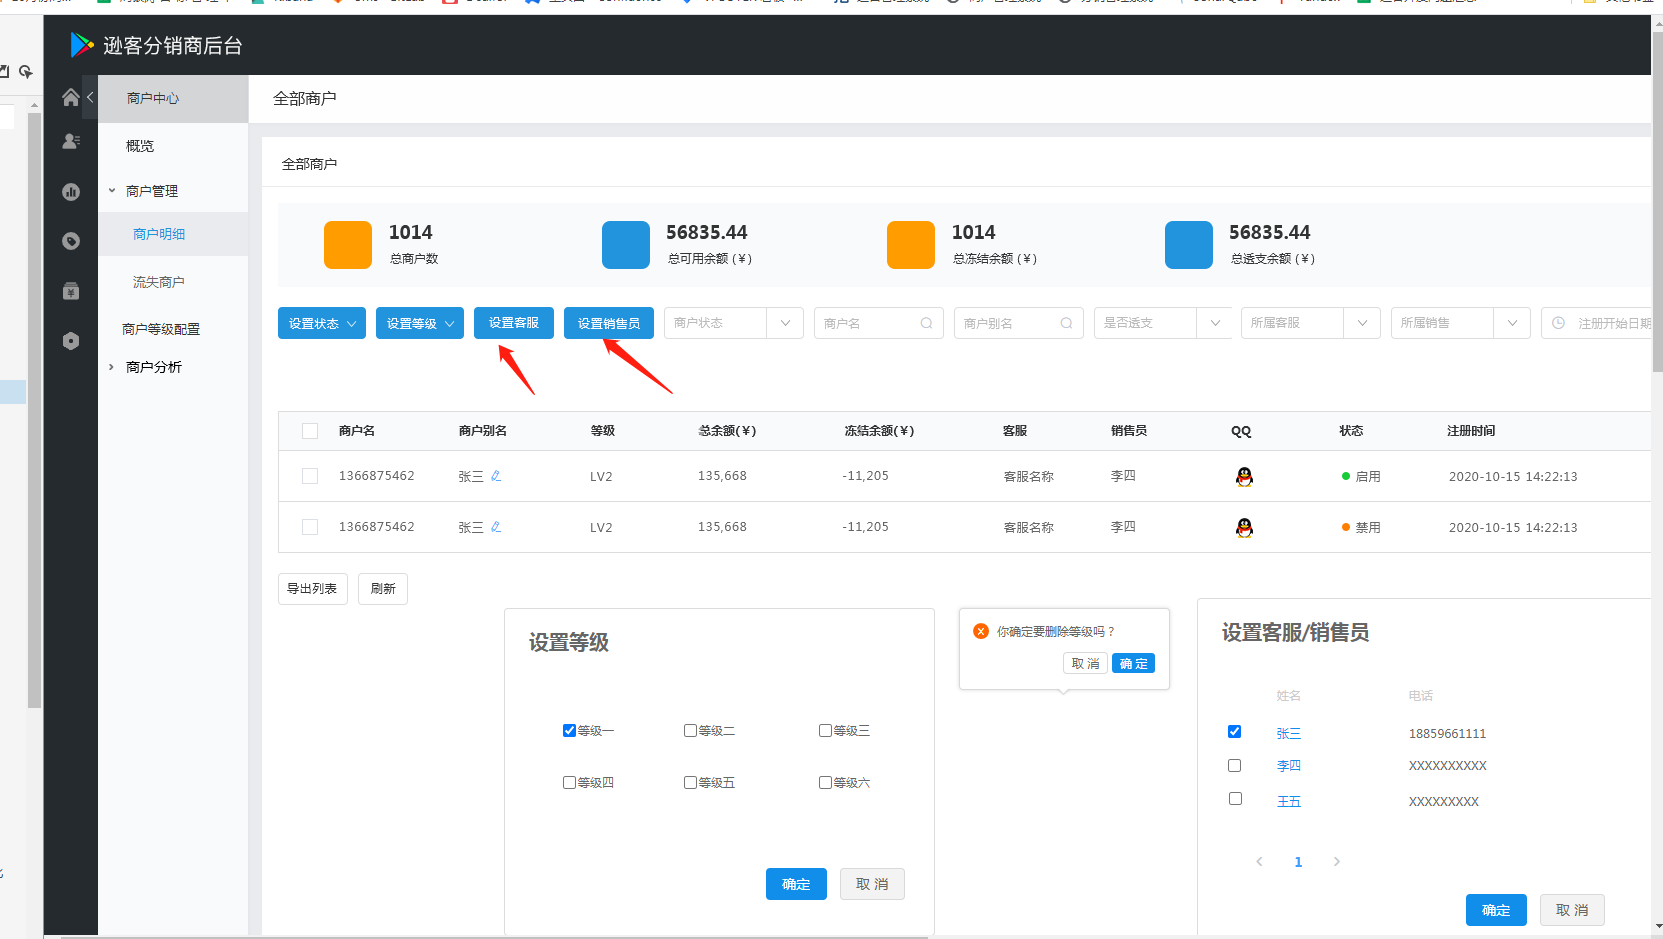 逊客分销商后台
商户中心
全部商户
概览
商户管理
商户明细
流失商户
商户等级配置
商户分析
全部商户
1014
总商户数
56835.44
总可用余额 (￥)
1014
总冻结余额 (￥)
56835.44
总透支余额 (￥)
设置状态 设置等级 设置客服 设置销售员 商户状态 商户名 商户别名 是否透支 所属客服 所属销售 注册开始日期
商户名 商户别名 等级 总余额(￥) 冻结余额(￥) 客服 销售员 QQ 状态 注册时间
1366875462 张三 LV2 135,668 -11,205 客服名称 李四 启用 2020-10-15 14:22:13
1366875462 张三 LV2 135,668 -11,205 客服名称 李四 禁用 2020-10-15 14:22:13
导出列表 刷新
设置等级
等级一 等级二 等级三
等级四 等级五 等级六
确定 取 消
你确定要删除等级吗？
取 消 确 定
设置客服/销售员
姓名 电话
张三 18859661111
李四 XXXXXXXXXX
王五 XXXXXXXXX
1
确定 取 消